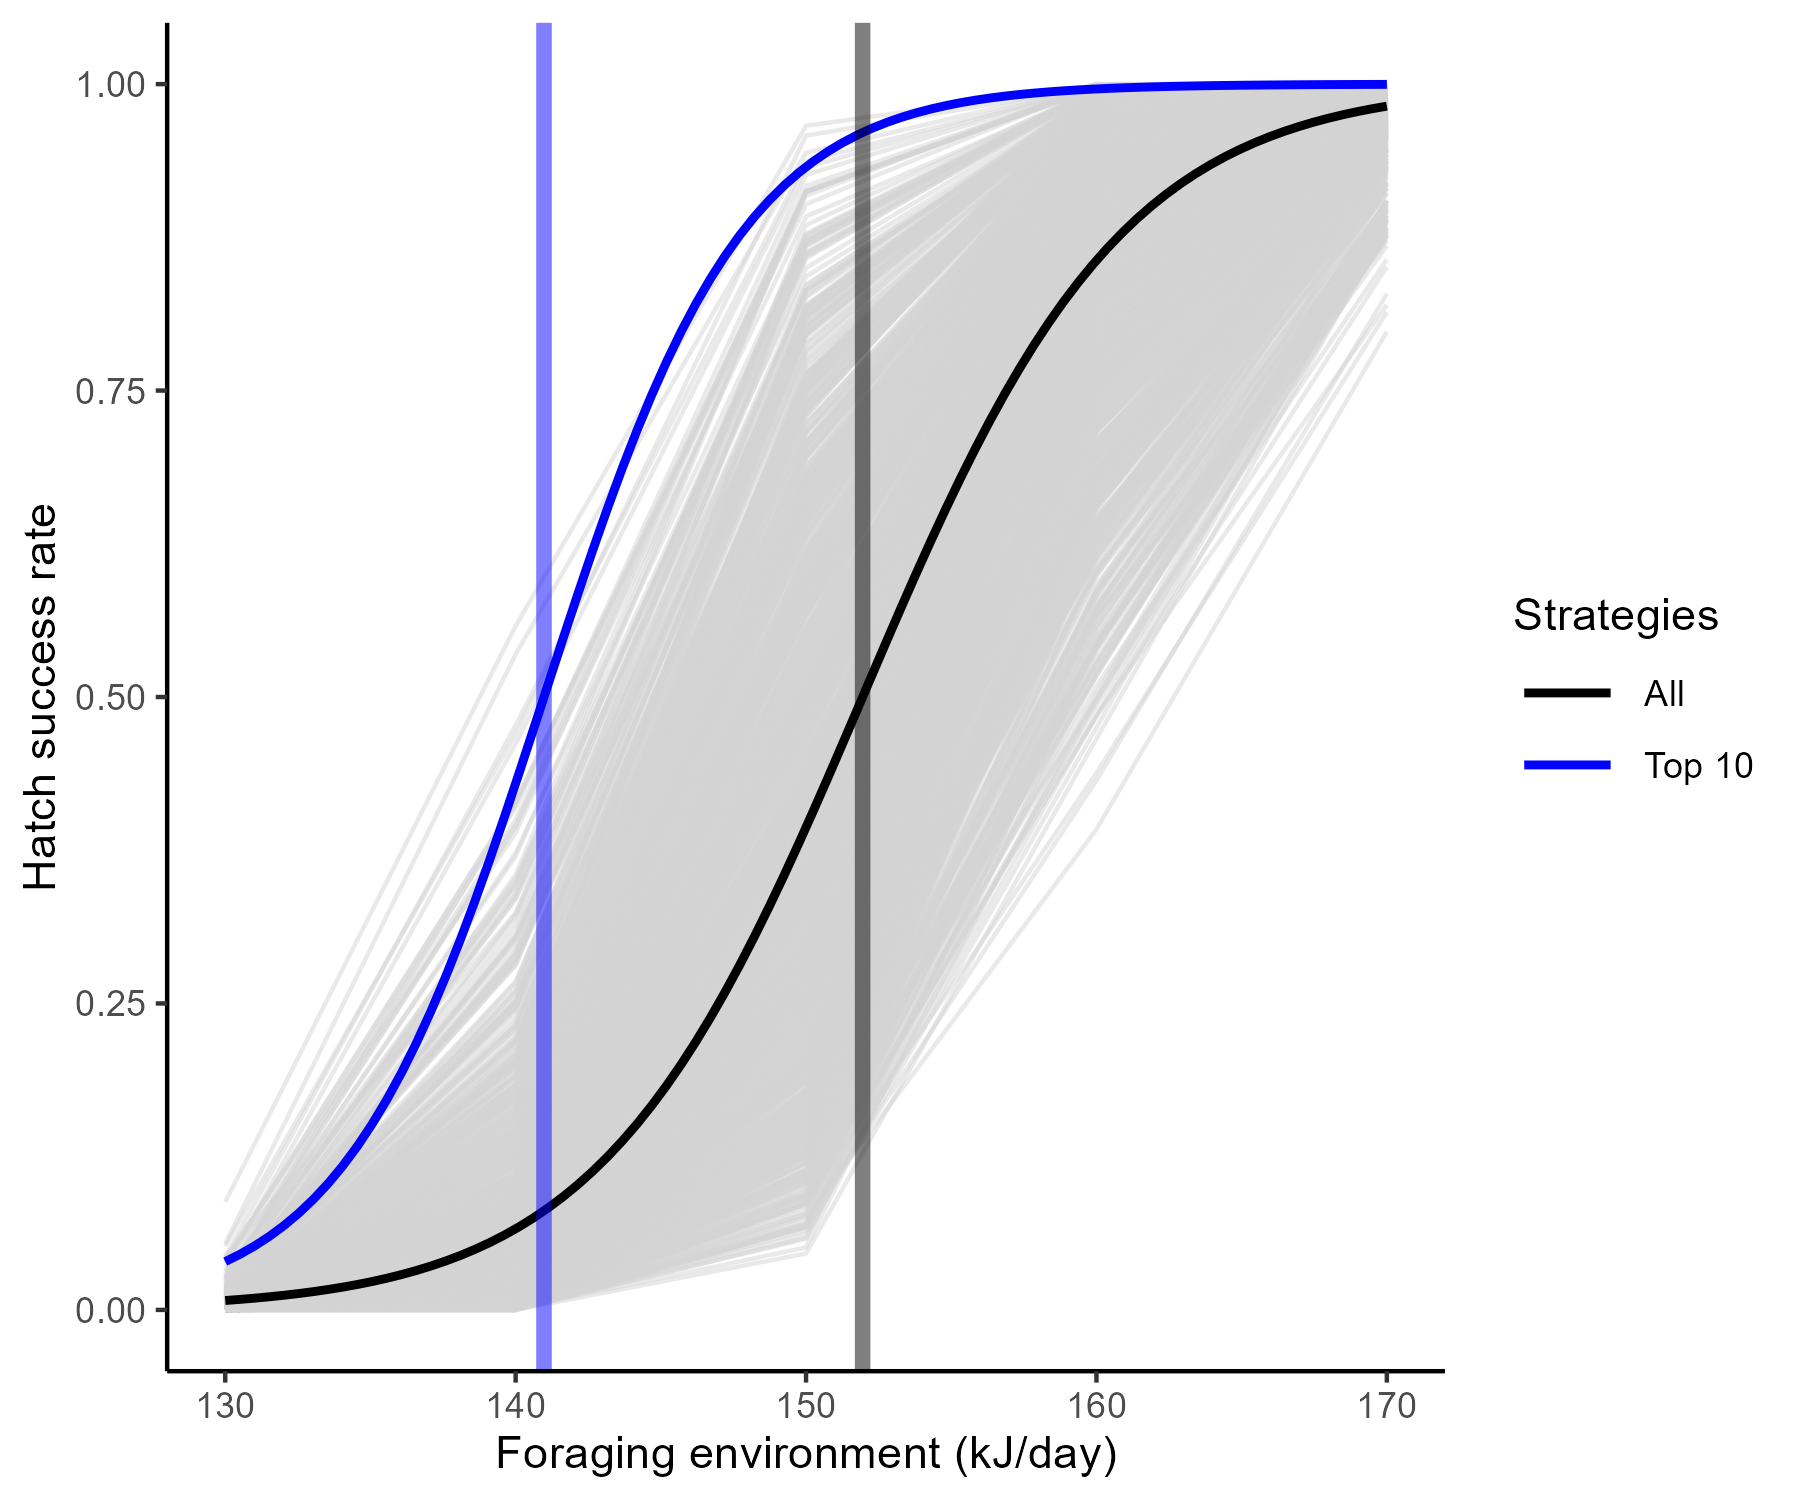 1.00
0.75
0.50
0.25
0.00
Hatch success rate
130 140 150 160 170
Foraging environment (kJ/day)
Strategies
All
Top 10